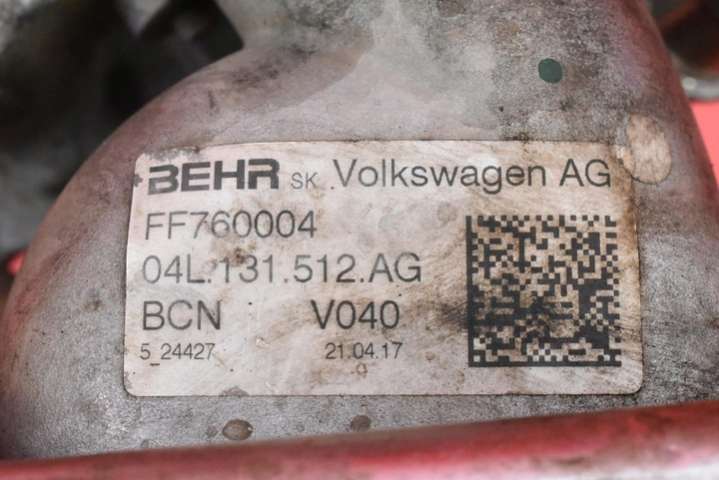 BEHR SK Volkswagen AG
FF760004
04L.131.512.AG
BCN V040
5_24427 21.04.17